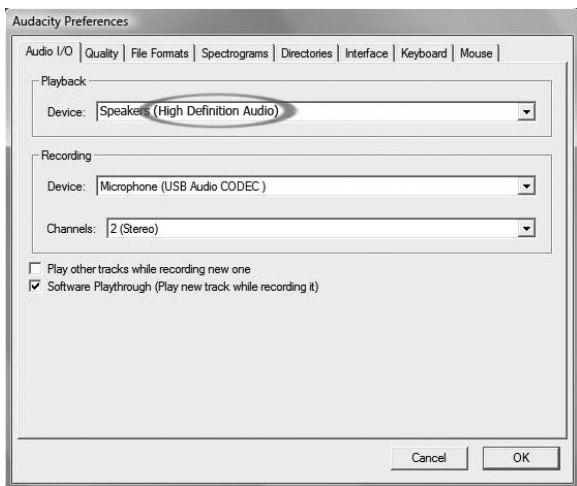 Audacity Preferences
Audio I/O Quality File Formats Spectrograms Directories Interface Keyboard Mouse
Playback
Device: Speakers (High Definition Audio)
Recording
Device: Microphone (USB Audio CODEC )
Channels: 2 (Stereo)
Play other tracks while recording new one
Software Playthrough (Play new track while recording it)
Cancel OK